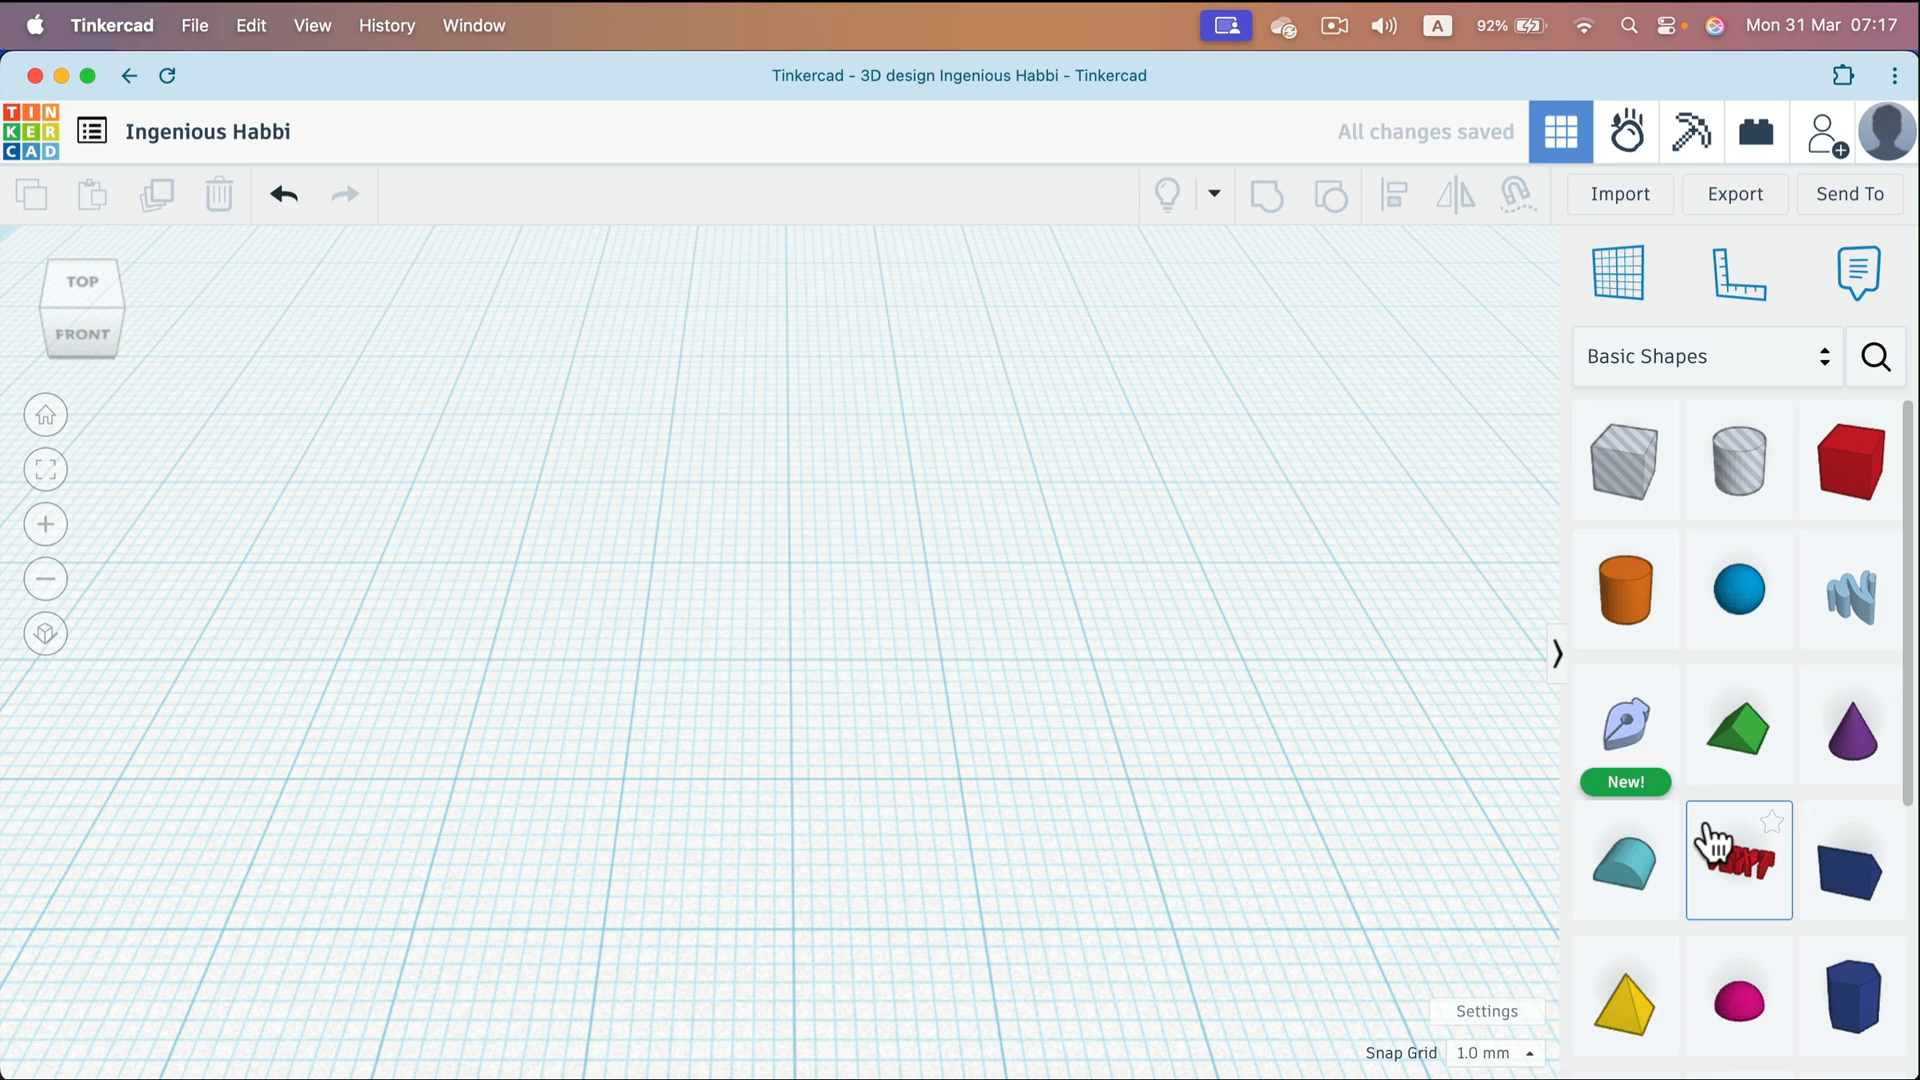 Tinkercad File Edit View History Window A 92% Mon 31 Mar 07:17
Tinkercad - 3D design Ingenious Habbi - Tinkercad
TIN
KER
CAD
Ingenious Habbi
All changes saved
Import Export Send To
TOP
FRONT
Basic Shapes
New!
Settings
Snap Grid 1.0 mm